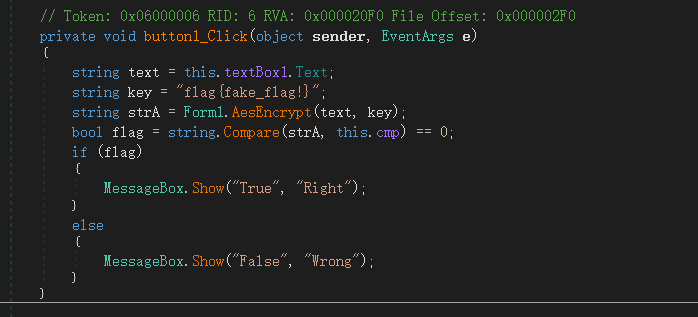 // Token: 0x06000006 RID: 6 RVA: 0x000020F0 File Offset: 0x000002F0
private void button1_Click(object sender, EventArgs e)
{
string text = this.textBox1.Text;
string key = "flag{fake_flag!}";
string strA = Form1.AesEncrypt(text, key);
bool flag = string.Compare(strA, this.cmp) == 0;
if (flag)
{
MessageBox.Show("True", "Right");
}
else
{
MessageBox.Show("False", "Wrong");
}
}